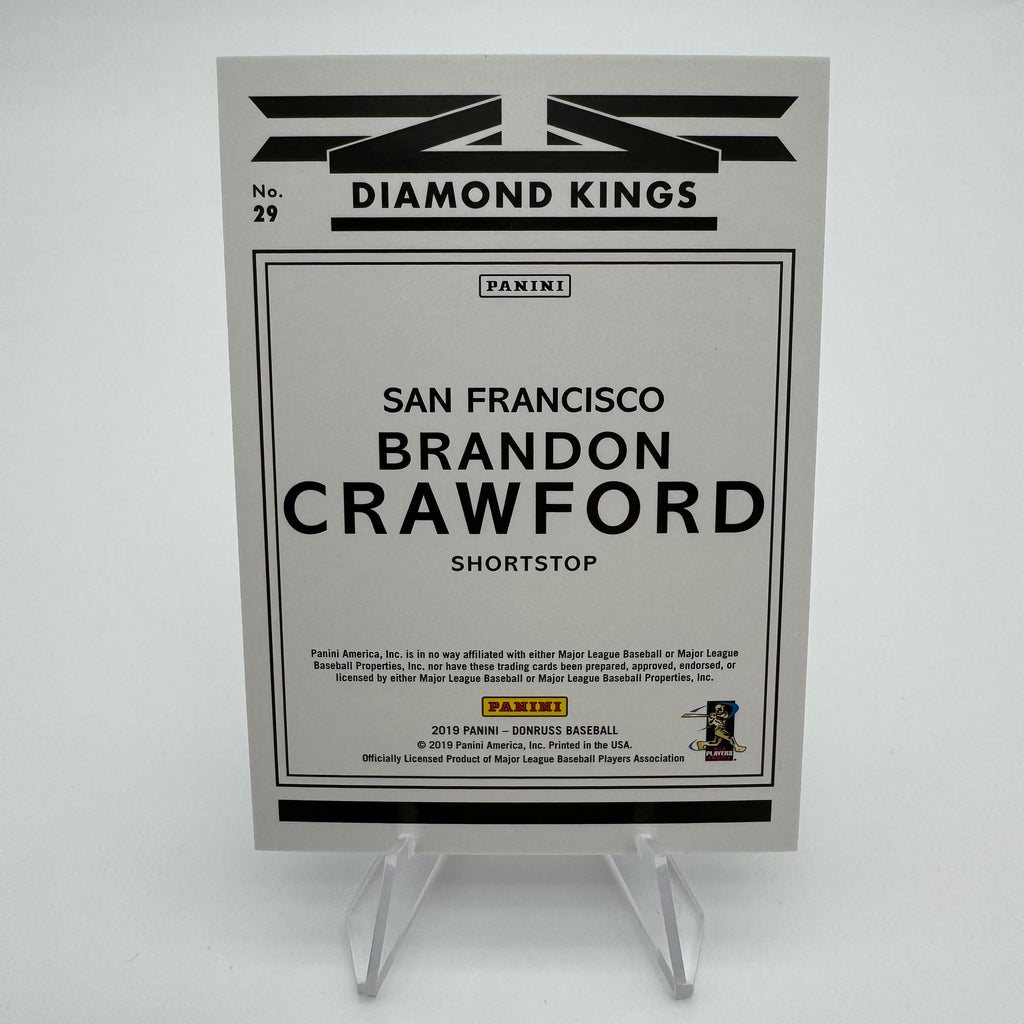 No.
29
DIAMOND KINGS
PANINI
SAN FRANCISCO
BRANDON
CRAWFORD
SHORTSTOP
Panini America, Inc. is in no way affiliated with either Major League Baseball or Major League
Baseball Properties, Inc. nor have these trading cards been prepared, approved, endorsed, or
licensed by either Major League Baseball or Major League Baseball Properties, Inc.
PANINI
2019 PANINI – DONRUSS BASEBALL
© 2019 Panini America, Inc. Printed in the USA.
Officially Licensed Product of Major League Baseball Players Association
PLAYERS